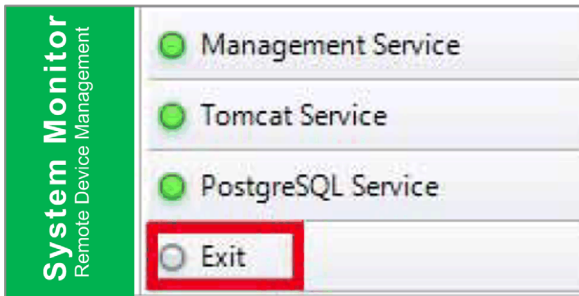 System Monitor
Remote Device Management
Management Service
Tomcat Service
PostgreSQL Service
Exit